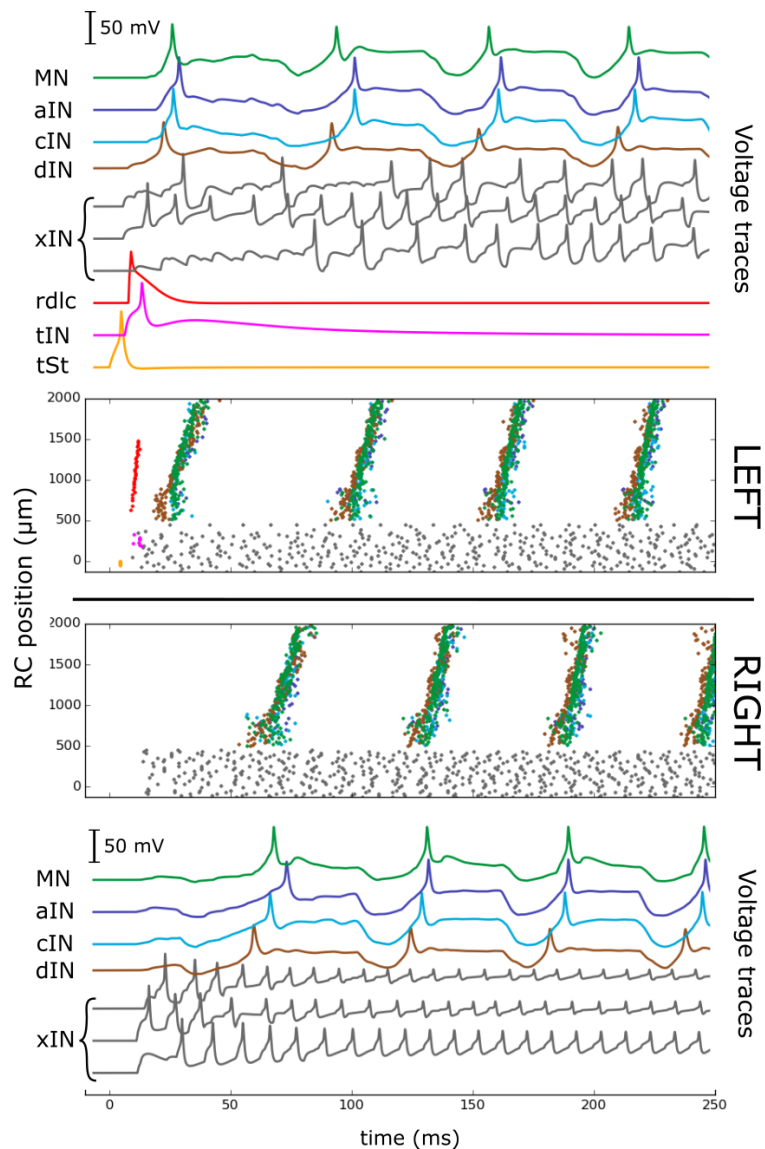 50 mV
MN
aIN
cIN
dIN
xIN
rdlc
tIN
tSt
Voltage traces
2000
1500
1000
500
0
LEFT
RC position (µm)
2000
1500
1000
500
0
RIGHT
50 mV
MN
aIN
cIN
dIN
xIN
Voltage traces
0 50 100 150 200 250
time (ms)